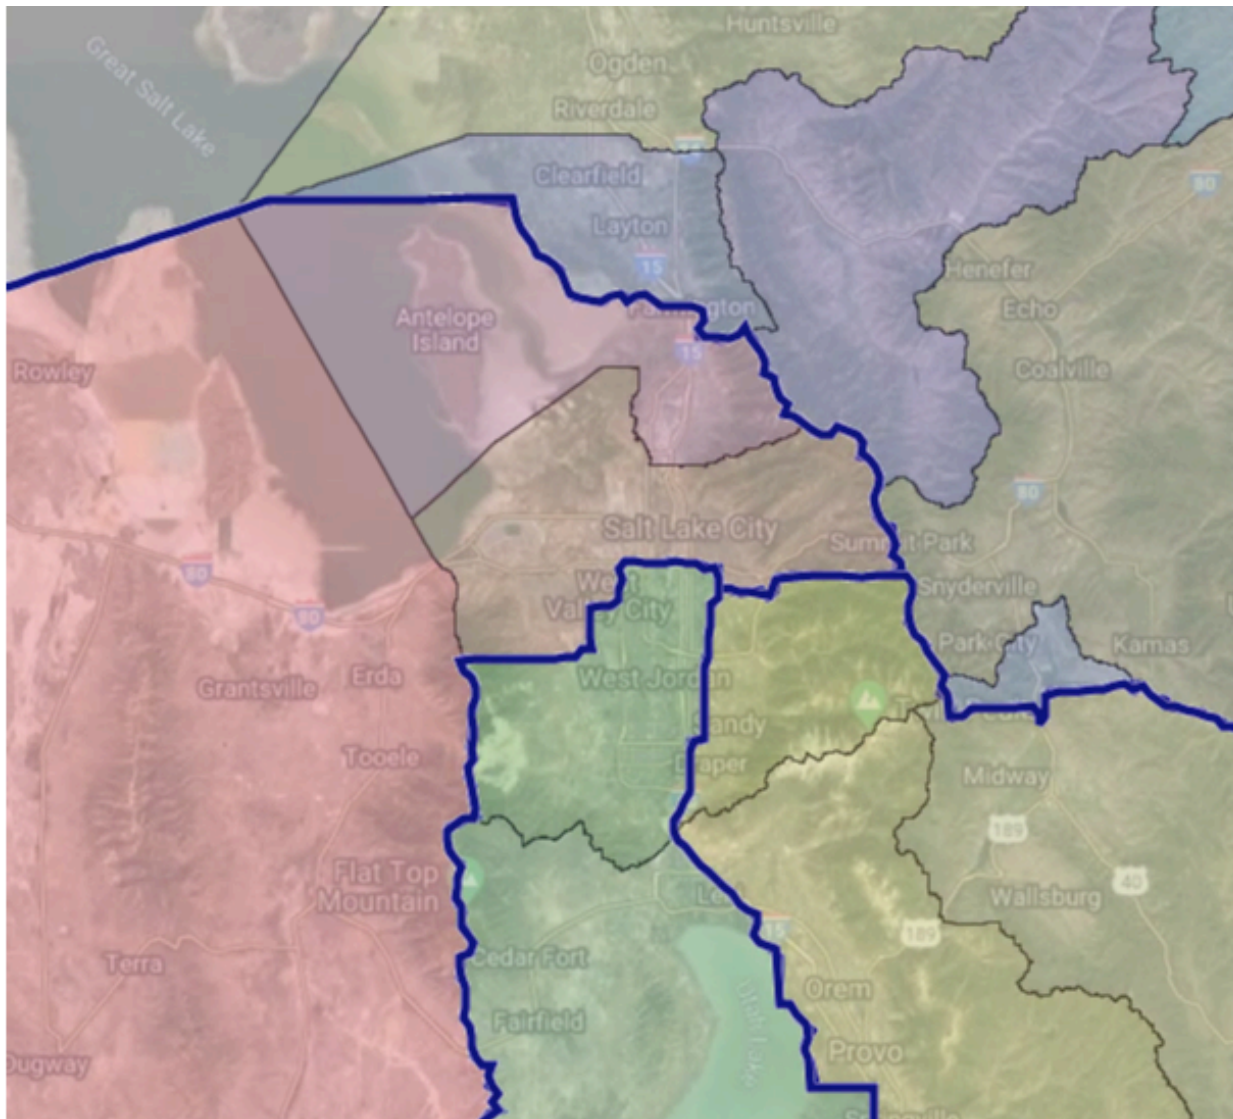 Huntsville
Ogden
Great Salt Lake
Riverdale
Clearfield
80
Layton
15
Henefer
Farmington
Echo
Antelope
Island
15
Rowley
Coalville
80
Salt Lake City
Summit Park
80
West
Valley City
Snyderville
80
Park City
Kamas
Erda
West Jordan
Grantsville
Sandy
Tooele
Draper
Midway
189
Flat Top
Mountain
40
Wallsburg
15
189
Cedar Fort
Terra
Orem
Utah Lake
Fairfield
Provo
Dugway